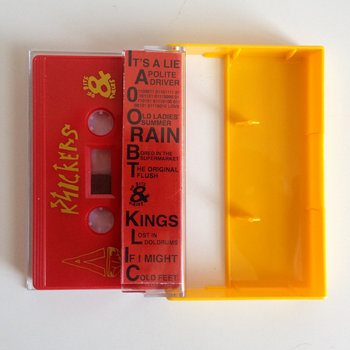 IT'S A LIE
A POLITE
DRIVER
OLD LADIES'
SUMMER
RAIN
BORED IN THE
SUPERMARKET
THE ORIGINAL
FLUSH
&
KINGS
LOST IN
DOLDRUMS
IF I MIGHT
COLD FEET
&